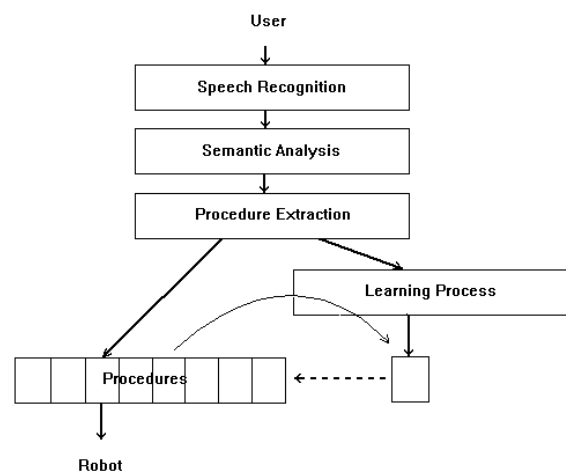 User
Speech Recognition
Semantic Analysis
Procedure Extraction
Learning Process
Procedures
Robot